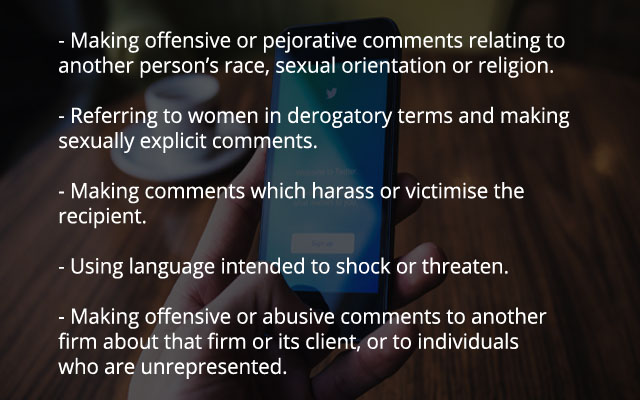 - Making offensive or pejorative comments relating to
another person’s race, sexual orientation or religion.
- Referring to women in derogatory terms and making
sexually explicit comments.
- Making comments which harass or victimise the
recipient.
- Using language intended to shock or threaten.
- Making offensive or abusive comments to another
firm about that firm or its client, or to individuals
who are unrepresented.
Sign up